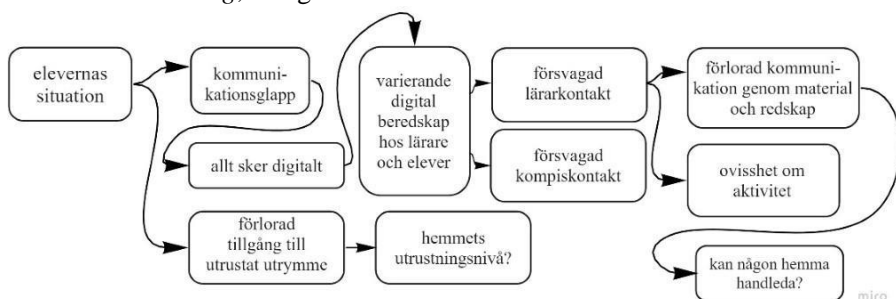 elevernas
situation
kommuni-
kationsglapp
allt sker digitalt
förlorad
tillgång till
utrustat utrymme
hemmets
utrustningsnivå?
varierande
digital
beredskap
hos lärare
och elever
försvagad
lärarkontakt
försvagad
kompiskontakt
förlorad kommuni-
kation genom material
och redskap
ovisshet om
aktivitet
kan någon hemma
handleda?
miro